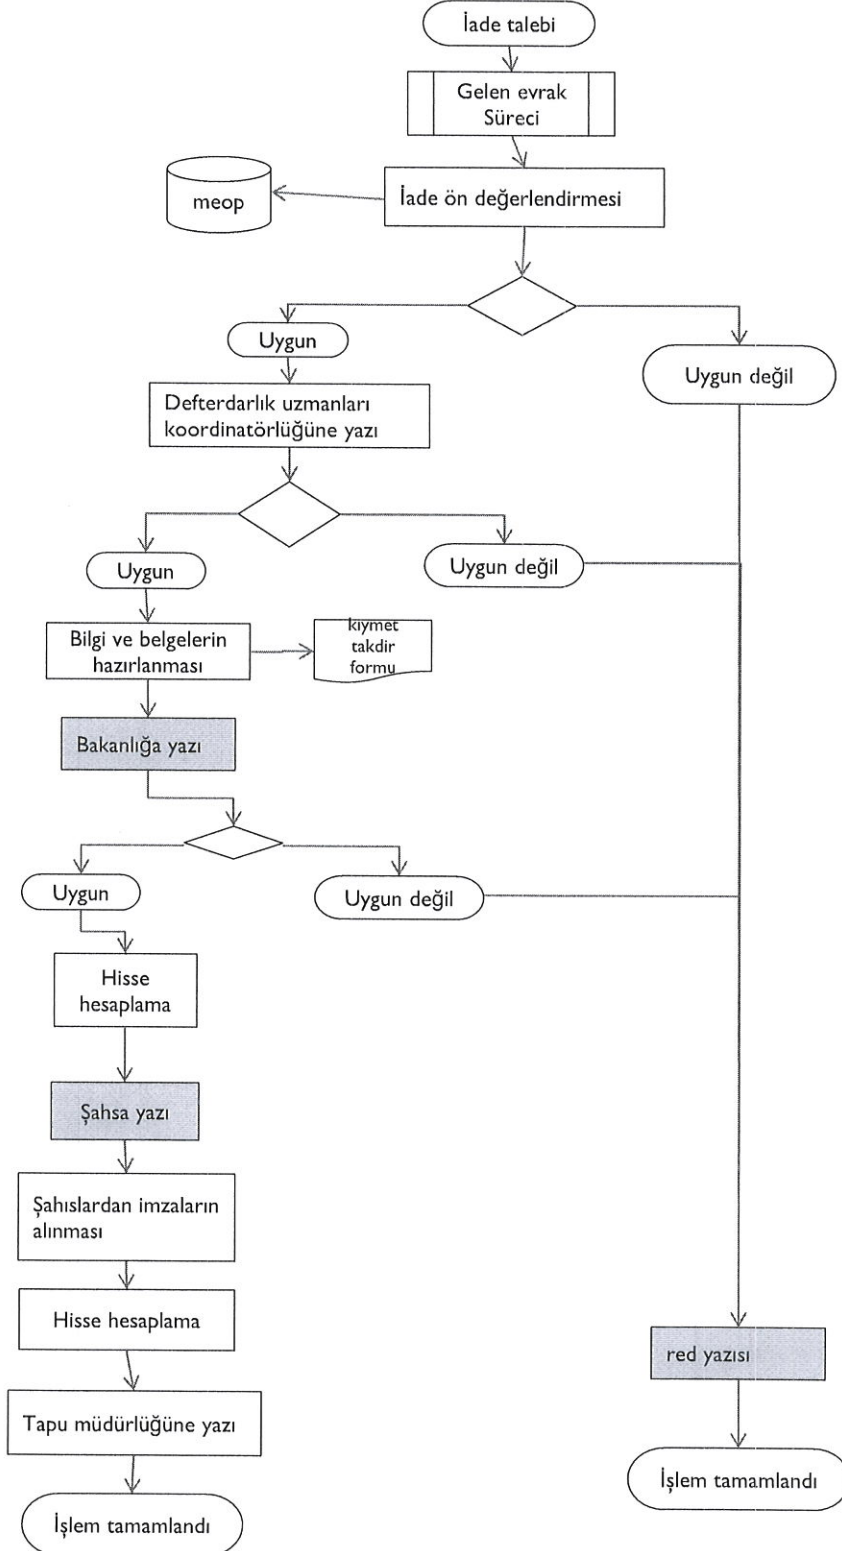 İade talebi
Gelen evrak
Süreci
meop
İade ön değerlendirmesi
Uygun
Uygun değil
Defterdarlık uzmanları
koordinatörlüğüne yazı
Uygun
Uygun değil
Bilgi ve belgelerin
hazırlanması
kıymet
takdir
formu
Bakanlığa yazı
Uygun
Uygun değil
Hisse
hesaplama
Şahsa yazı
Şahıslardan imzaların
alınması
Hisse hesaplama
red yazısı
Tapu müdürlüğüne yazı
İşlem tamamlandı
İşlem tamamlandı